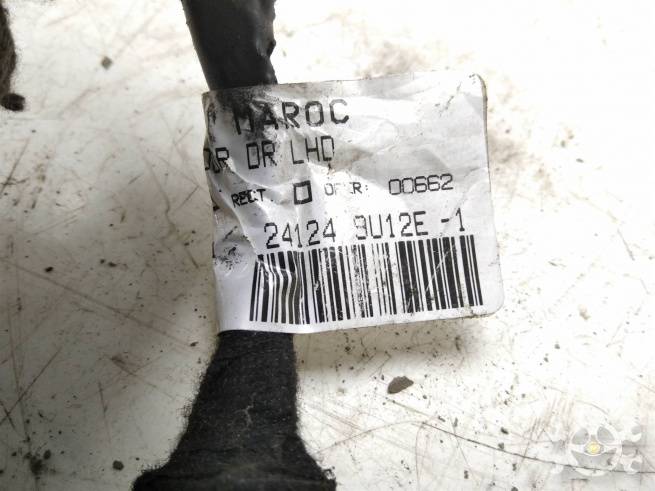 MAROC
DR LHD
RECT. OPER: 00662
24124 9U12E -1